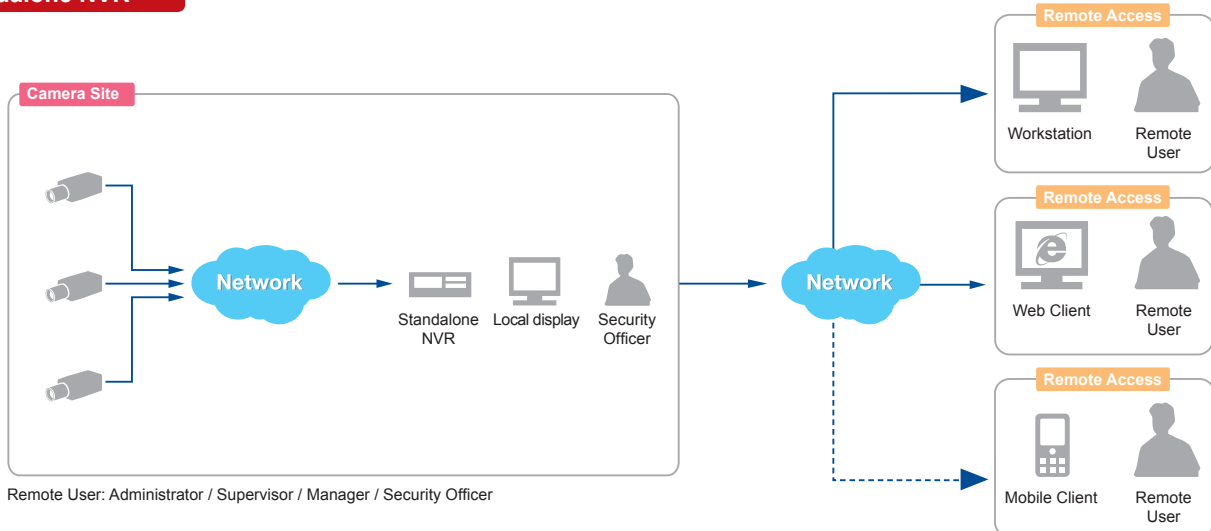 NVR
Camera Site
Network
Standalone
NVR
Local display
Security
Officer
Remote User: Administrator / Supervisor / Manager / Security Officer
Network
Remote Access
Workstation
Remote
User
Remote Access
Web Client
Remote
User
Remote Access
Mobile Client
Remote
User